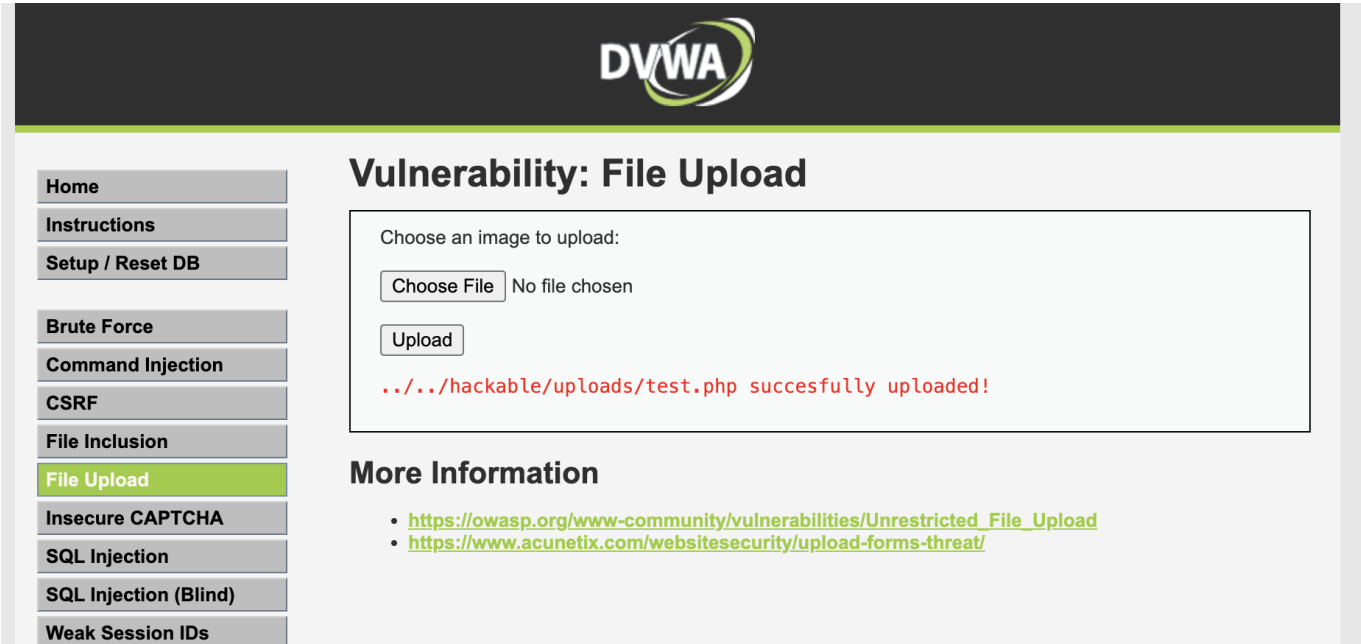 DVWA
Home
Instructions
Setup / Reset DB
Brute Force
Command Injection
CSRF
File Inclusion
File Upload
Insecure CAPTCHA
SQL Injection
SQL Injection (Blind)
Weak Session IDs
Vulnerability: File Upload
Choose an image to upload:
Choose File No file chosen
Upload
../../hackable/uploads/test.php succesfully uploaded!
More Information
https://owasp.org/www-community/vulnerabilities/Unrestricted_File_Upload
https://www.acunetix.com/websitesecurity/upload-forms-threat/